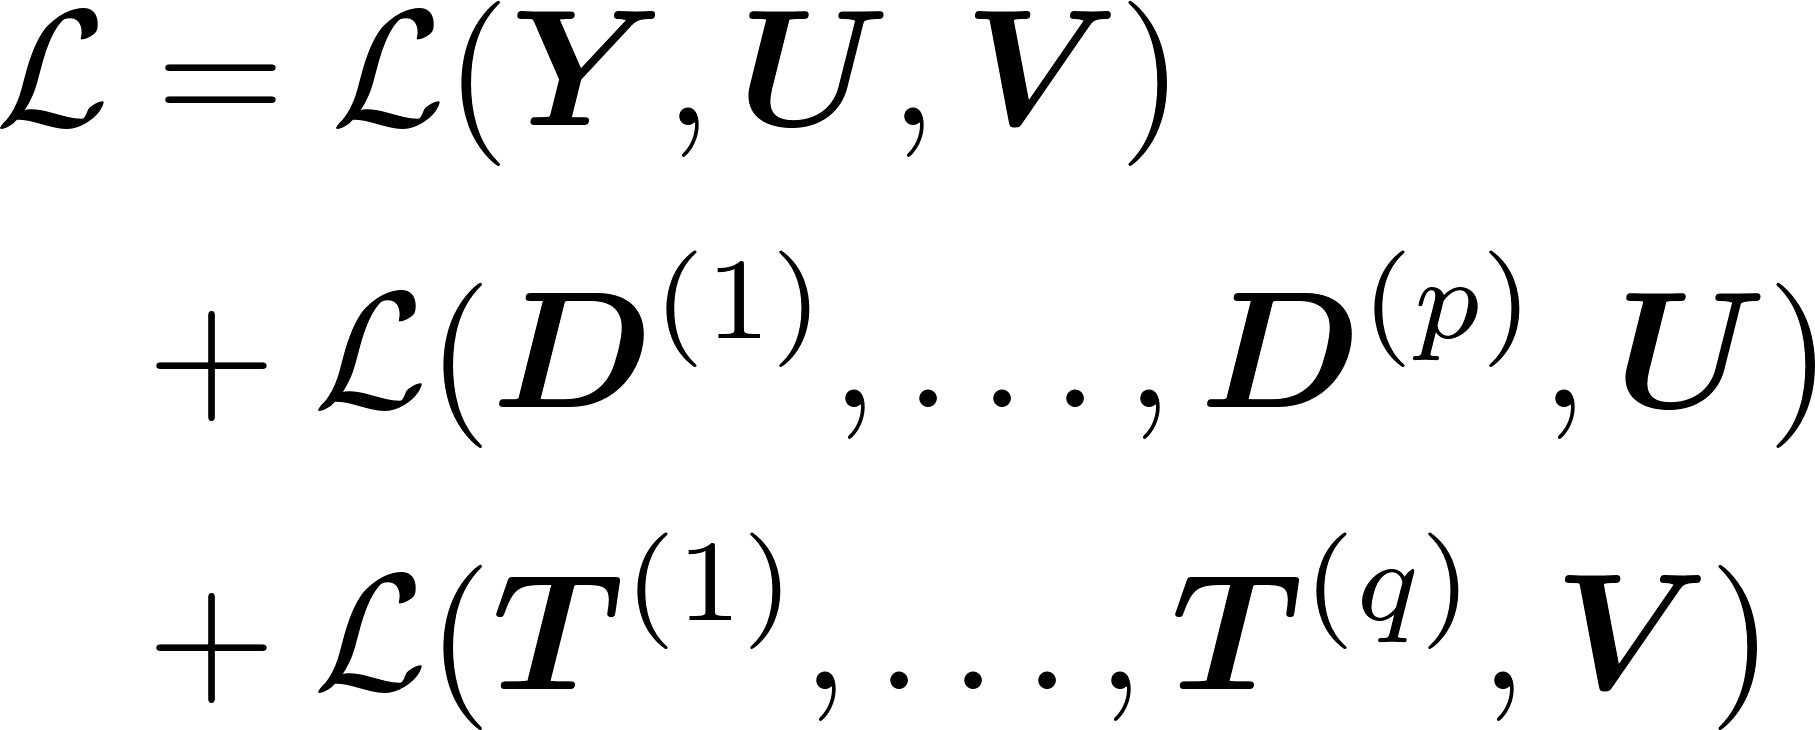 ℒ = ℒ(𝒀, 𝑼, 𝑽)
+ ℒ(𝑫⁽¹⁾, . . . , 𝑫⁽ᵖ⁾, 𝑼)
+ ℒ(𝑻⁽¹⁾, . . . , 𝑻⁽𐞥⁾, 𝑽)